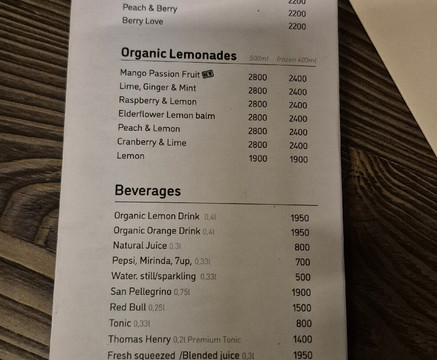 2200
Peach & Berry 2200
Berry Love 2200
Organic Lemonades 500ml frozen 400ml
Mango Passion Fruit 2800 2400
Lime, Ginger & Mint 2800 2400
Raspberry & Lemon 2800 2400
Elderflower Lemon balm 2800 2400
Peach & Lemon 2800 2400
Cranberry & Lime 2800 2400
Lemon 1900 1900
Beverages
Organic Lemon Drink 0,4l 1950
Organic Orange Drink 0,4l 1950
Natural Juice 0.3l 800
Pepsi, Mirinda, 7up, 0,33l 700
Water. still/sparkling 0,33l 500
San Pellegrino 0,75l 1900
Red Bull 0,25l 1500
Tonic 0,33l 800
Thomas Henry 0,2l Premium Tonic 1400
Fresh squeezed /Blended juice 0,3l 1950